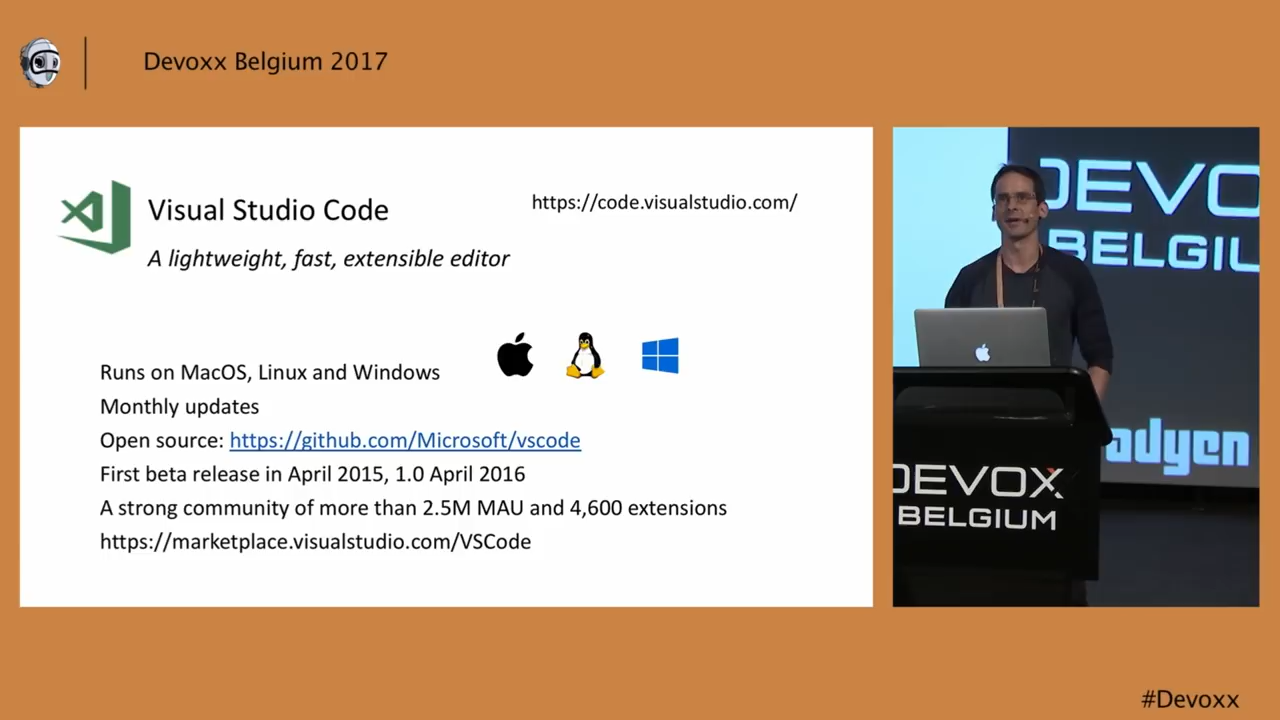 Devoxx Belgium 2017
Visual Studio Code
https://code.visualstudio.com/
A lightweight, fast, extensible editor
Runs on MacOS, Linux and Windows
Monthly updates
Open source: https://github.com/Microsoft/vscode
First beta release in April 2015, 1.0 April 2016
A strong community of more than 2.5M MAU and 4,600 extensions
https://marketplace.visualstudio.com/VSCode
DEVO
BELGIU
adyen
DEVOX
BELGIUM
#Devoxx